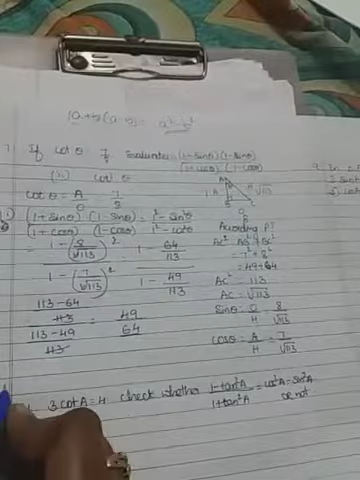 (a+b)(a-b) = a²-b²
7. If cot θ 7/8 Evaluate (1+sinθ)(1-sinθ) / (1+cosθ)(1-cosθ)
(ii) cot² θ
cot θ = A/O 7/8
i) (1+sinθ) (1-sinθ) / (1+cosθ) (1-cosθ) = 1²-sin²θ / 1²-cos²θ
= 1-(8/√113)² / 1-(7/√113)² = 1-64/113 / 1-49/113
113-64/113 / 113-49/113 = 49/64
According PT
AC² = AB²+BC²
= 7²+8²
= 49+64
AC² = 113
AC = √113
Sinθ = O/H = 8/√113
cosθ = A/H = 7/√113
3 cot A = 4 check whether 1-tan²A / 1+tan²A = cos²A-sin²A or not